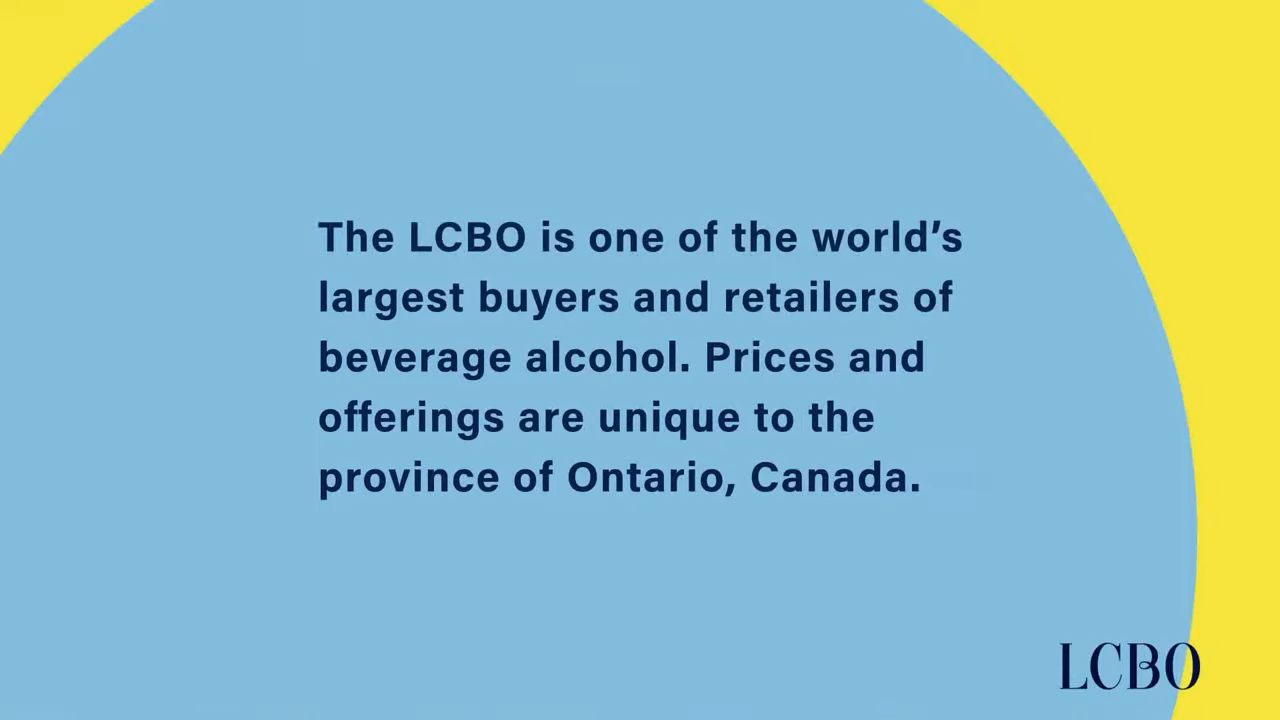 The LCBO is one of the world’s
largest buyers and retailers of
beverage alcohol. Prices and
offerings are unique to the
province of Ontario, Canada.
LCBO